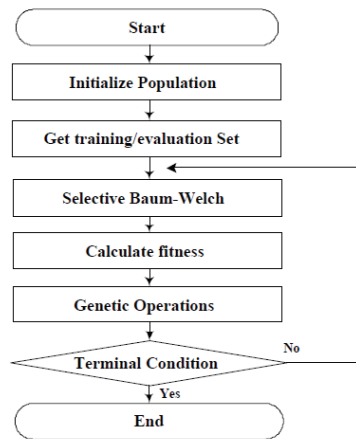 Start
Initialize Population
Get training/evaluation Set
Selective Baum-Welch
Calculate fitness
Genetic Operations
Terminal Condition
No
Yes
End